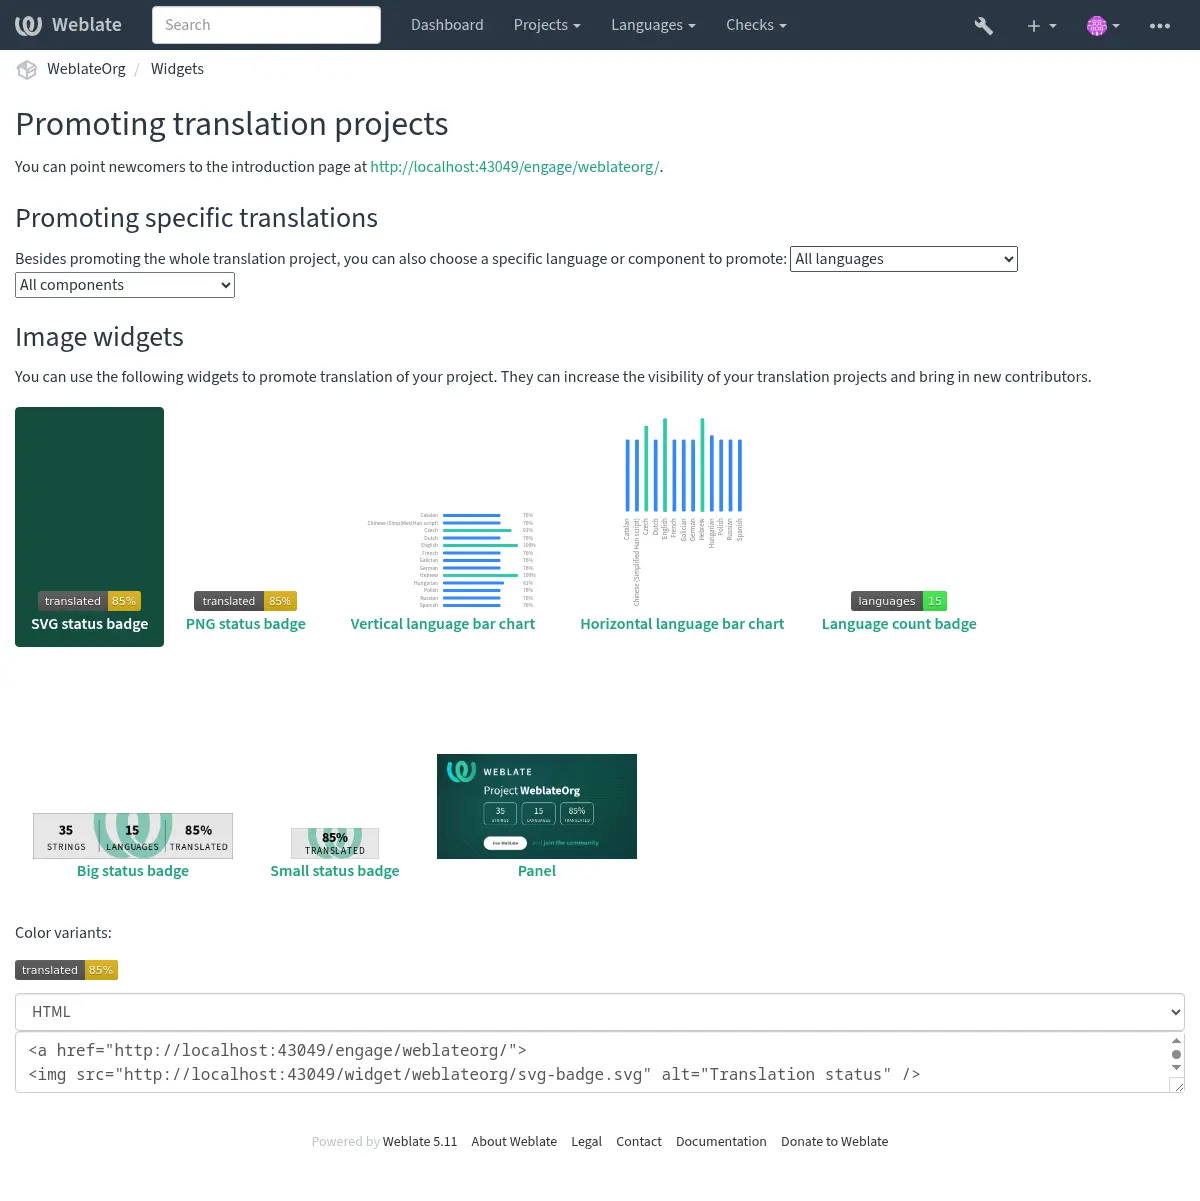 Weblate
Search
Dashboard
Projects
Languages
Checks
WeblateOrg / Widgets
Promoting translation projects
You can point newcomers to the introduction page at http://localhost:43049/engage/weblateorg/.
Promoting specific translations
Besides promoting the whole translation project, you can also choose a specific language or component to promote: All languages
All components
Image widgets
You can use the following widgets to promote translation of your project. They can increase the visibility of your translation projects and bring in new contributors.
translated 85%
SVG status badge
translated 85%
PNG status badge
Catalan 78%
Chinese (Simplified Han script) 78%
Czech 93%
Dutch 78%
English 100%
French 78%
Galician 78%
German 78%
Hebrew 100%
Hungarian 82%
Polish 78%
Russian 78%
Spanish 78%
Vertical language bar chart
Catalan
Chinese (Simplified Han script)
Czech
Dutch
English
French
Galician
German
Hebrew
Hungarian
Polish
Russian
Spanish
Horizontal language bar chart
languages 15
Language count badge
35 15 85%
STRINGS LANGUAGES TRANSLATED
Big status badge
85%
TRANSLATED
Small status badge
WEBLATE
Project WeblateOrg
35 15 85%
STRINGS LANGUAGES TRANSLATED
Use Weblate and join the community
Panel
Color variants:
translated 85%
HTML
<a href="http://localhost:43049/engage/weblateorg/">
<img src="http://localhost:43049/widget/weblateorg/svg-badge.svg" alt="Translation status" />
Powered by Weblate 5.11 About Weblate Legal Contact Documentation Donate to Weblate